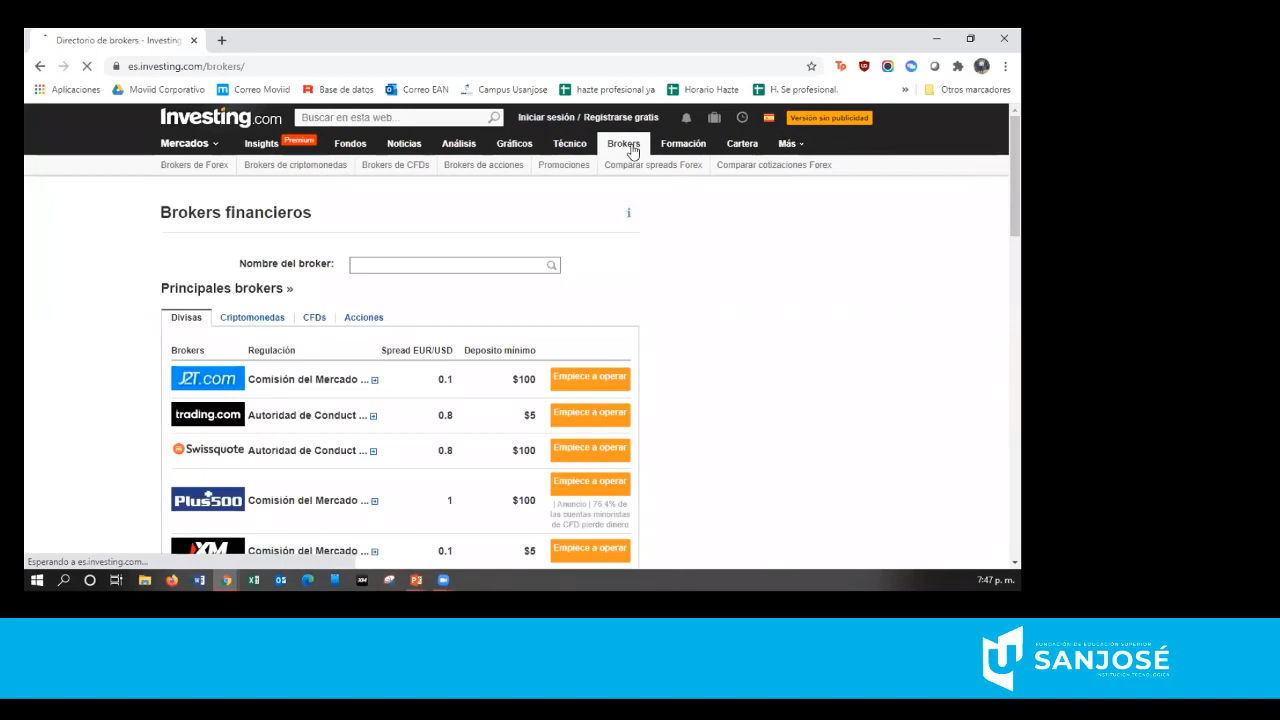 Directorio de brokers - Investing
es.investing.com/brokers/
Aplicaciones Moviid Corporativo Correo Moviid Base de datos Correo EAN Campus Usanjose hazte profesional ya Horario Hazte H. Se profesional. » Otros marcadores
Investing.com Buscar en esta web... Iniciar sesión / Registrarse gratis Versión sin publicidad
Mercados Insights Premium Fondos Noticias Análisis Gráficos Técnico Brokers Formación Cartera Más
Brokers de Forex Brokers de criptomonedas Brokers de CFDs Brokers de acciones Promociones Comparar spreads Forex Comparar cotizaciones Forex
Brokers financieros
Nombre del broker:
Principales brokers »
Divisas Criptomonedas CFDs Acciones
Brokers Regulación Spread EUR/USD Deposito mínimo
J2T.com Comisión del Mercado ... 0.1 $100 Empiece a operar
trading.com Autoridad de Conduct ... 0.8 $5 Empiece a operar
Swissquote Autoridad de Conduct ... 0.8 $100 Empiece a operar
Plus500 Comisión del Mercado ... 1 $100 Empiece a operar
| Anuncio | 76.4% de
las cuentas minoristas
de CFD pierde dinero
XM Comisión del Mercado ... 0.1 $5 Empiece a operar
Esperando a es.investing.com...
7:47 p. m.
FUNDACIÓN DE EDUCACIÓN SUPERIOR
SANJOSÉ
INSTITUCIÓN TECNOLÓGICA